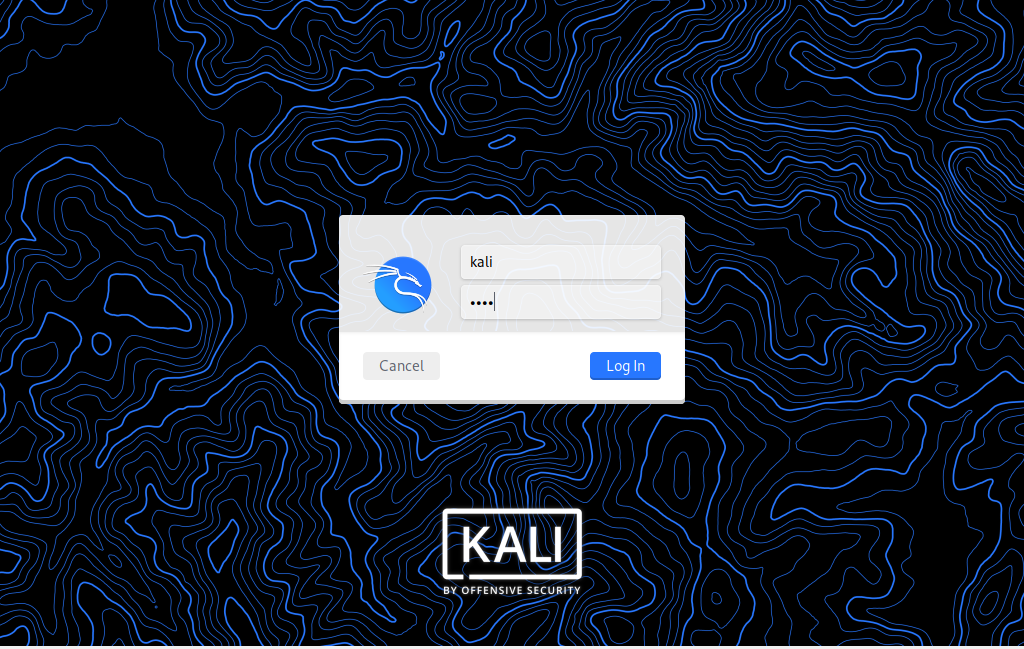 kali
••••
Cancel
Log In
KALI
BY OFFENSIVE SECURITY